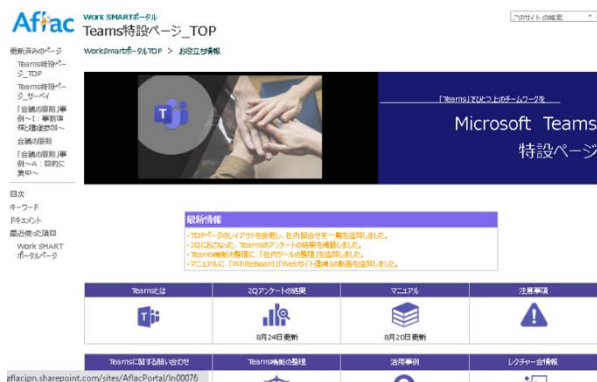 Aflac
Work SMARTポータル
Teams特設ページ_TOP
このサイトの検索
WorkSmartポータルTOP > お役立ち情報
更新済みのページ
Teams特設ペー
ジ_TOP
Teams特設ペー
ジ_サーベイ
「会議の原則」事
例~I:事前準
会議の原則
「会議の原則」事
例~A:目的に
集中~
目次
キーワード
ドキュメント
最近使った項目
Work SMART
ポータルページ
「Teams」でひとつ上のチームワークを
Microsoft Teams
特設ページ
最新情報
・TOPページのレイアウトを変更し、社内問合せ先一覧を追加しました。
・2Qにおこなった、Teamsのアンケートの結果を掲載しました。
・Teams機能の整理に、「社内ツールの整理」を追加しました。
・マニュアルに、「Whiteboard」「Webサイト連携」の動画を追加しました。
Teamsとは
2Qアンケートの結果
マニュアル
注意事項
8月24日更新
8月20日更新
Teamsに関する問い合わせ
Teams機能の整理
活用事例
レクチャー会情報
aflacjpn.sharepoint.com/sites/AflacPortal/in00076